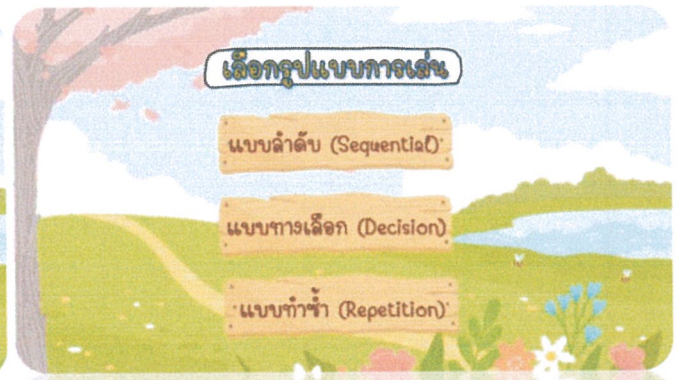 เลือกรูปแบบการเล่น
แบบลำดับ (Sequential)
แบบทางเลือก (Decision)
แบบทำซ้ำ (Repetition)